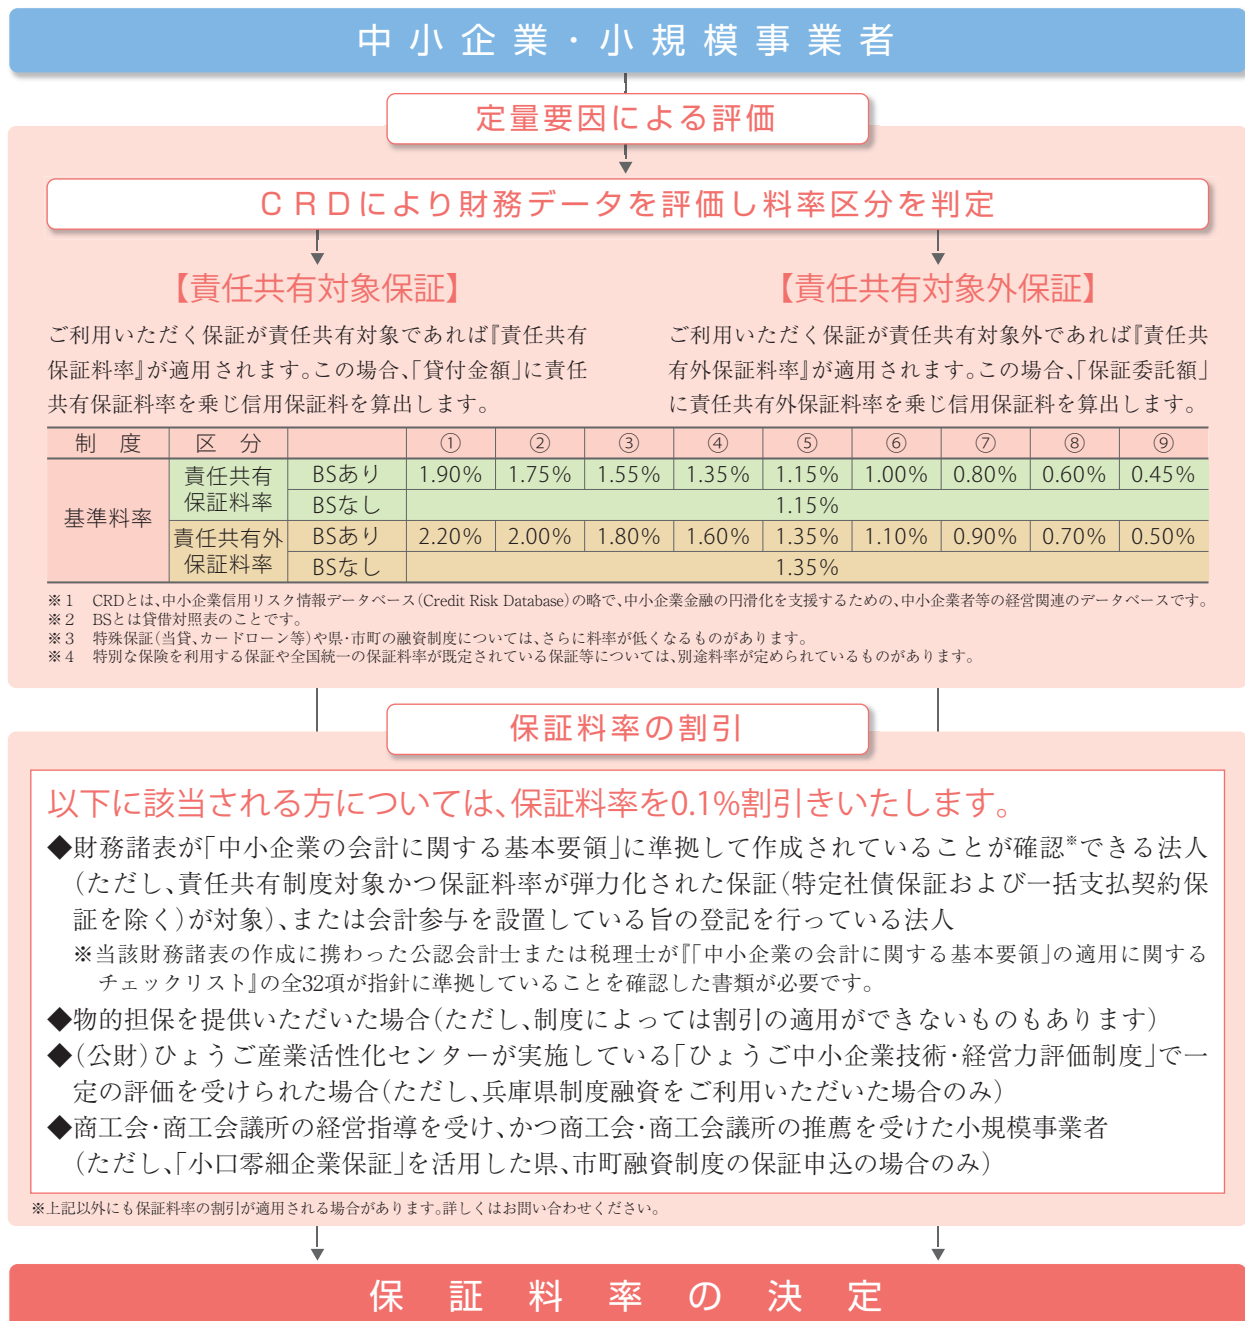 中小企業・小規模事業者
定量要因による評価
CRDにより財務データを評価し料率区分を判定
【責任共有対象保証】
ご利用いただく保証が責任共有対象であれば『責任共有
保証料率』が適用されます。この場合、「貸付金額」に責任
共有保証料率を乗じ信用保証料を算出します。
【責任共有対象外保証】
ご利用いただく保証が責任共有対象外であれば『責任共
有外保証料率』が適用されます。この場合、「保証委託額」
に責任共有外保証料率を乗じ信用保証料を算出します。
制 度 区 分 ① ② ③ ④ ⑤ ⑥ ⑦ ⑧ ⑨
基準料率
責任共有
保証料率
BSあり 1.90% 1.75% 1.55% 1.35% 1.15% 1.00% 0.80% 0.60% 0.45%
BSなし 1.15%
責任共有外
保証料率
BSあり 2.20% 2.00% 1.80% 1.60% 1.35% 1.10% 0.90% 0.70% 0.50%
BSなし 1.35%
※1 CRDとは、中小企業信用リスク情報データベース(Credit Risk Database)の略で、中小企業金融の円滑化を支援するための、中小企業者等の経営関連のデータベースです。
※2 BSとは貸借対照表のことです。
※3 特殊保証(当貸、カードローン等)や県・市町の融資制度については、さらに料率が低くなるものがあります。
※4 特別な保険を利用する保証や全国統一の保証料率が既定されている保証等については、別途料率が定められているものがあります。
保証料率の割引
以下に該当される方については、保証料率を0.1%割引きいたします。
◆財務諸表が「中小企業の会計に関する基本要領」に準拠して作成されていることが確認※できる法人
(ただし、責任共有制度対象かつ保証料率が弾力化された保証(特定社債保証および一括支払契約保
証を除く)が対象)、または会計参与を設置している旨の登記を行っている法人
※当該財務諸表の作成に携わった公認会計士または税理士が『「中小企業の会計に関する基本要領」の適用に関する
チェックリスト』の全32項が指針に準拠していることを確認した書類が必要です。
◆物的担保を提供いただいた場合(ただし、制度によっては割引の適用ができないものもあります)
◆(公財)ひょうご産業活性化センターが実施している「ひょうご中小企業技術・経営力評価制度」で一
定の評価を受けられた場合(ただし、兵庫県制度融資をご利用いただいた場合のみ)
◆商工会・商工会議所の経営指導を受け、かつ商工会・商工会議所の推薦を受けた小規模事業者
(ただし、「小口零細企業保証」を活用した県、市町融資制度の保証申込の場合のみ)
※上記以外にも保証料率の割引が適用される場合があります。詳しくはお問い合わせください。
保証料率の決定